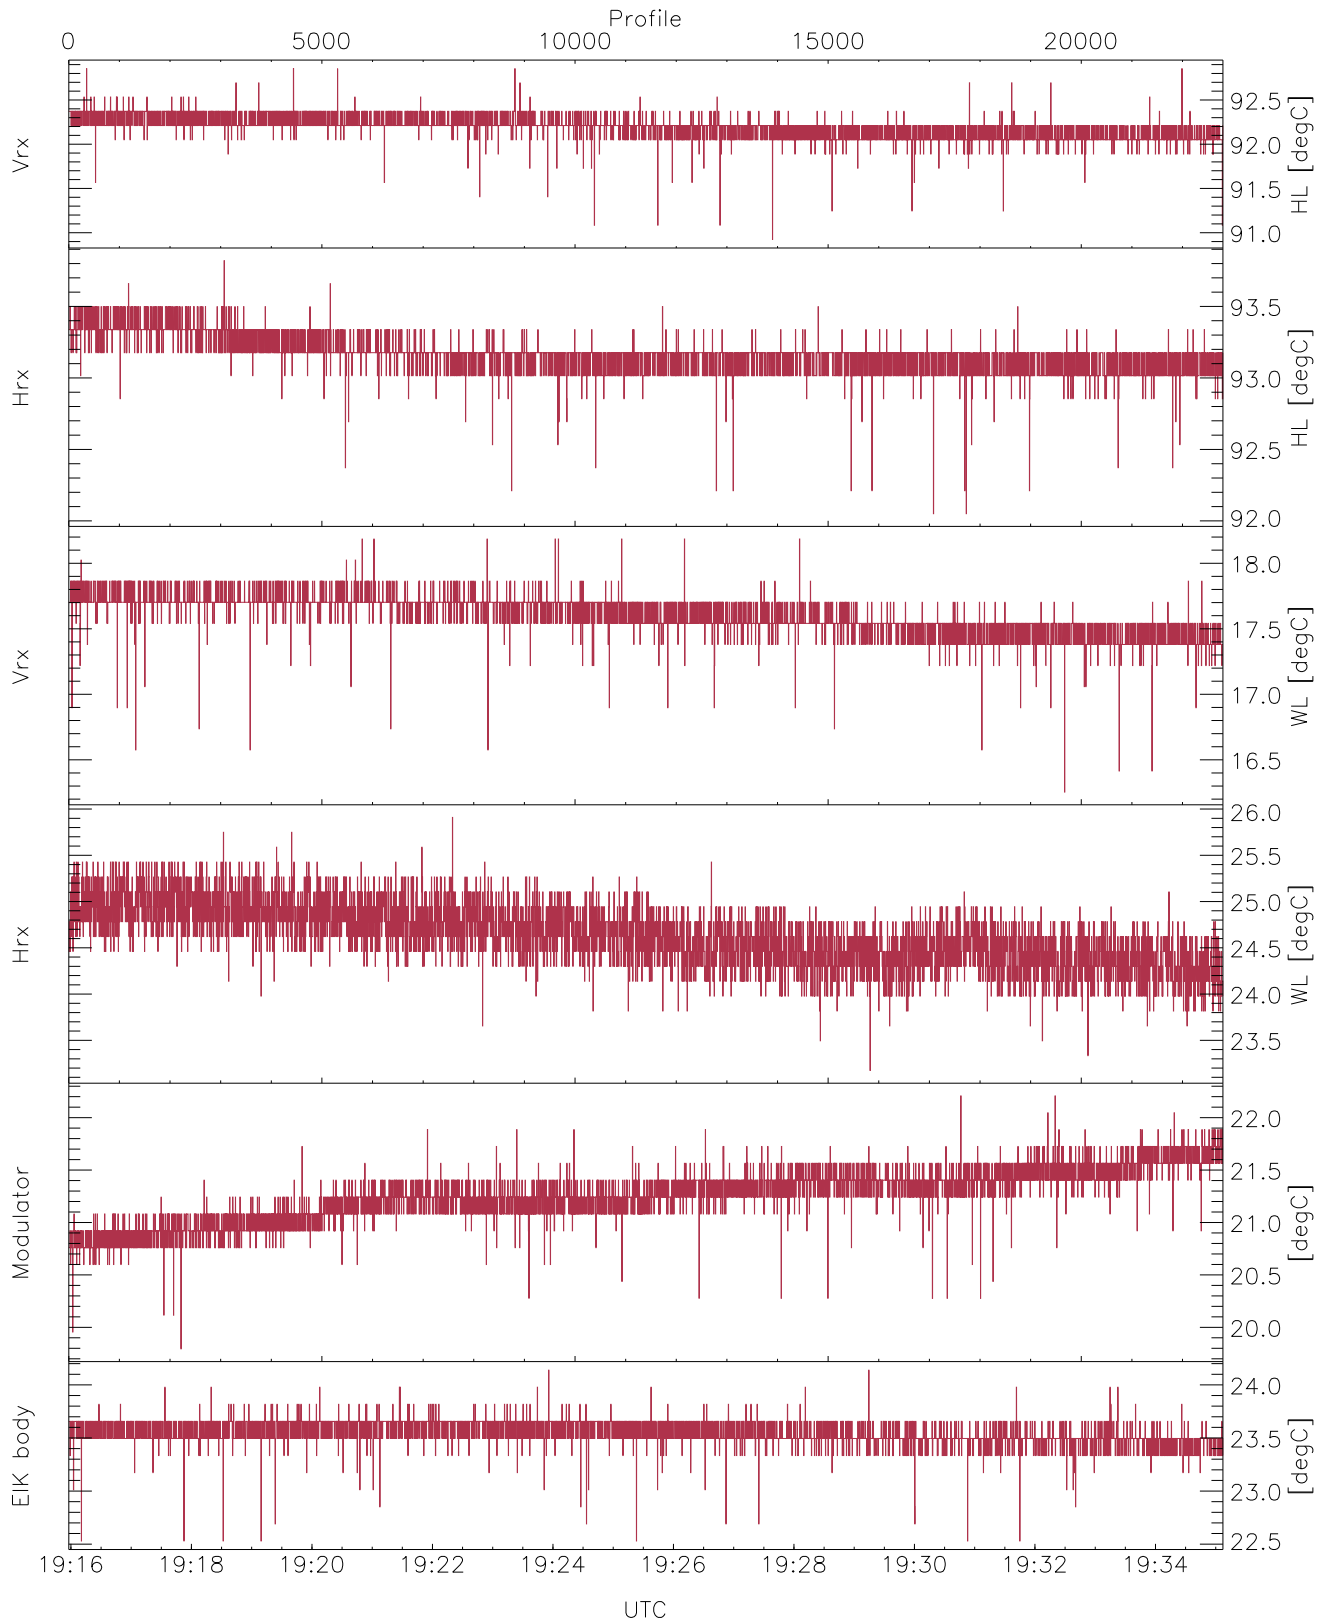 Profile
0 5000 10000 15000 20000
Vrx
92.5
92.0
91.5
91.0
HL [degC]
Hrx
93.5
93.0
92.5
92.0
HL [degC]
Vrx
18.0
17.5
17.0
16.5
WL [degC]
Hrx
26.0
25.5
25.0
24.5
24.0
23.5
WL [degC]
Modulator
22.0
21.5
21.0
20.5
20.0
[degC]
EIK body
24.0
23.5
23.0
22.5
[degC]
19:16 19:18 19:20 19:22 19:24 19:26 19:28 19:30 19:32 19:34
UTC